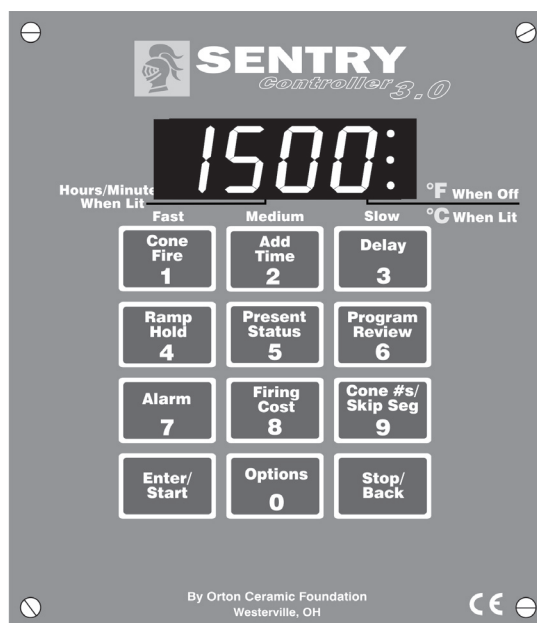 SENTRY
Controller 3.0
1500:
Hours/Minute
When Lit
°F When Off
°C When Lit
Fast Medium Slow
Cone
Fire
1
Add
Time
2
Delay
3
Ramp
Hold
4
Present
Status
5
Program
Review
6
Alarm
7
Firing
Cost
8
Cone #s/
Skip Seg
9
Enter/
Start
Options
0
Stop/
Back
By Orton Ceramic Foundation
Westerville, OH
CE